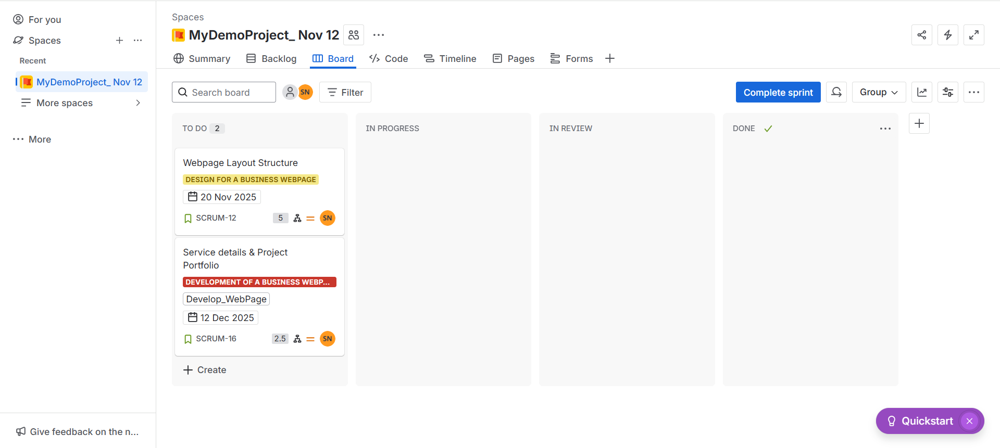 For you
Spaces
Recent
MyDemoProject_ Nov 12
More spaces
More
Give feedback on the n...
Spaces
MyDemoProject_ Nov 12
Summary
Backlog
Board
Code
Timeline
Pages
Forms
Search board
SN
Filter
Complete sprint
Group
TO DO 2
Webpage Layout Structure
DESIGN FOR A BUSINESS WEBPAGE
20 Nov 2025
SCRUM-12 5 SN
Service details & Project
Portfolio
DEVELOPMENT OF A BUSINESS WEBP...
Develop_WebPage
12 Dec 2025
SCRUM-16 2.5 SN
Create
IN PROGRESS
IN REVIEW
DONE
Quickstart